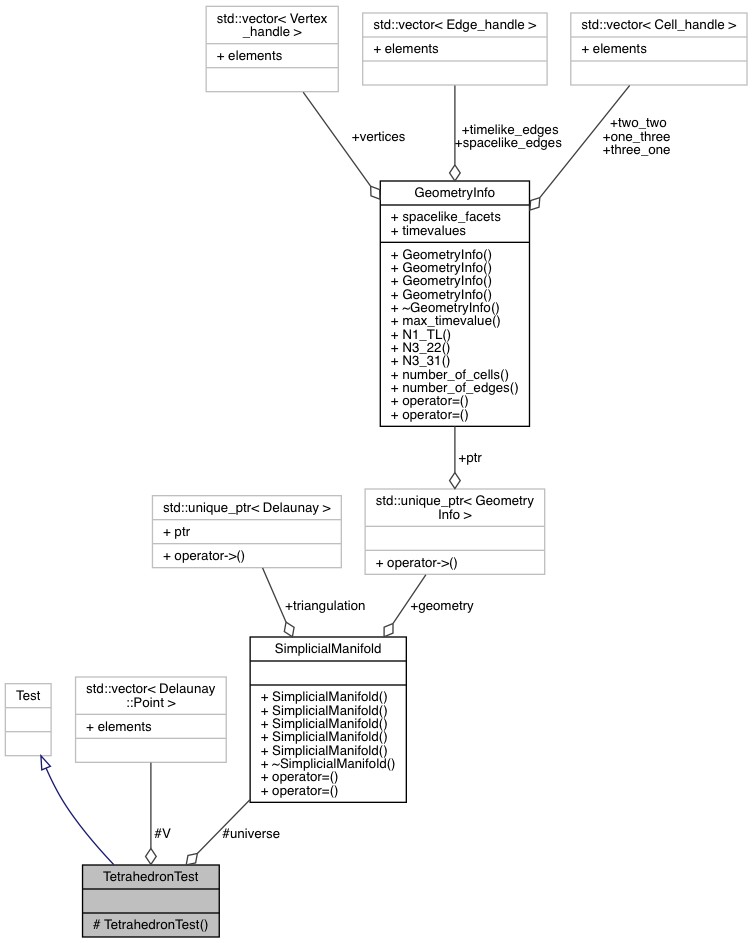 std::vector< Vertex
_handle >
+ elements
std::vector< Edge_handle >
+ elements
std::vector< Cell_handle >
+ elements
+vertices
+timelike_edges
+spacelike_edges
+two_two
+one_three
+three_one
GeometryInfo
+ spacelike_facets
+ timevalues
+ GeometryInfo()
+ GeometryInfo()
+ GeometryInfo()
+ GeometryInfo()
+ ~GeometryInfo()
+ max_timevalue()
+ N1_TL()
+ N3_22()
+ N3_31()
+ number_of_cells()
+ number_of_edges()
+ operator=()
+ operator=()
+ptr
std::unique_ptr< Delaunay >
+ ptr
+ operator->()
std::unique_ptr< Geometry
Info >
+ operator->()
+triangulation
+geometry
SimplicialManifold
+ SimplicialManifold()
+ SimplicialManifold()
+ SimplicialManifold()
+ SimplicialManifold()
+ SimplicialManifold()
+ ~SimplicialManifold()
+ operator=()
+ operator=()
Test
std::vector< Delaunay
::Point >
+ elements
#V
#universe
TetrahedronTest
# TetrahedronTest()